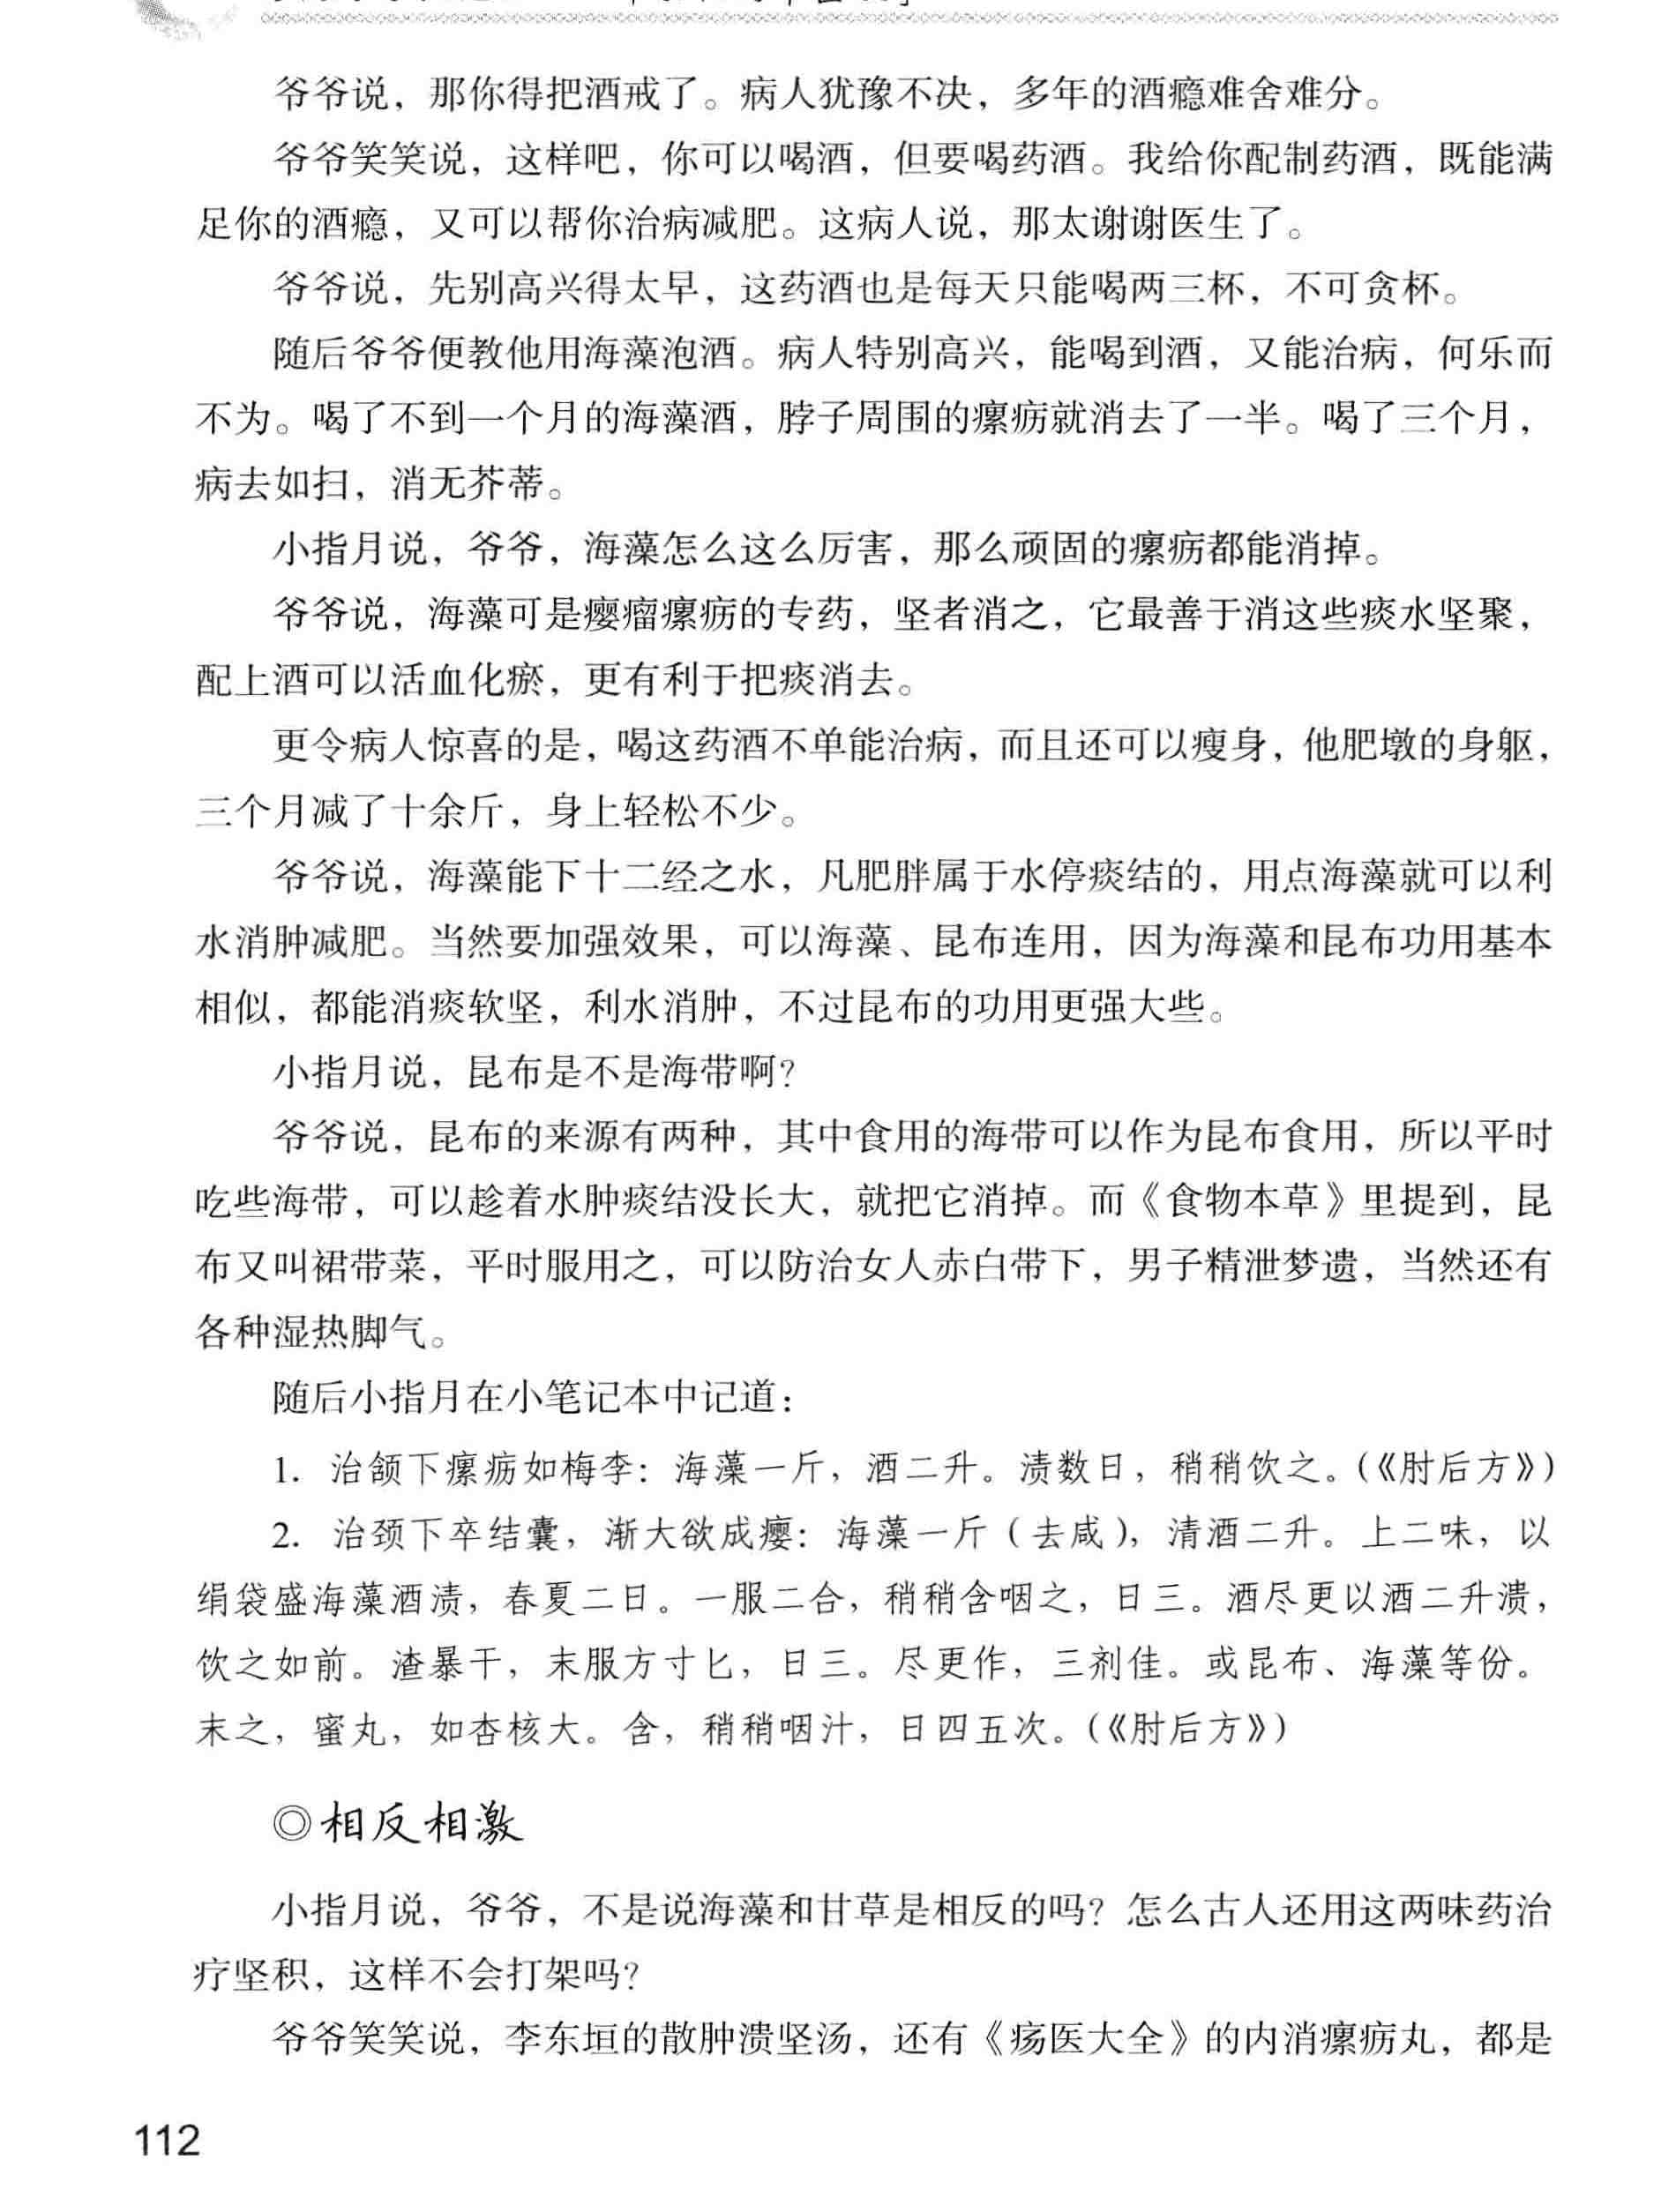 爷爷说，那你得把酒戒了。病人犹豫不决，多年的酒瘾难舍难分。
爷爷笑笑说，这样吧，你可以喝酒，但要喝药酒。我给你配制药酒，既能满
足你的酒瘾，又可以帮你治病减肥。这病人说，那太谢谢医生了。
爷爷说，先别高兴得太早，这药酒也是每天只能喝两三杯，不可贪杯。
随后爷爷便教他用海藻泡酒。病人特别高兴，能喝到酒，又能治病，何乐而
不为。喝了不到一个月的海藻酒，脖子周围的瘰疬就消去了一半。喝了三个月，
病去如扫，消无芥蒂。
小指月说，爷爷，海藻怎么这么厉害，那么顽固的瘰疬都能消掉。
爷爷说，海藻可是瘿瘤瘰疬的专药，坚者消之，它最善于消这些痰水坚聚，
配上酒可以活血化瘀，更有利于把痰消去。
更令病人惊喜的是，喝这药酒不单能治病，而且还可以瘦身，他肥墩的身躯，
三个月减了十余斤，身上轻松不少。
爷爷说，海藻能下十二经之水，凡肥胖属于水停痰结的，用点海藻就可以利
水消肿减肥。当然要加强效果，可以海藻、昆布连用，因为海藻和昆布功用基本
相似，都能消痰软坚，利水消肿，不过昆布的功用更强大些。
小指月说，昆布是不是海带啊？
爷爷说，昆布的来源有两种，其中食用的海带可以作为昆布食用，所以平时
吃些海带，可以趁着水肿痰结没长大，就把它消掉。而《食物本草》里提到，昆
布又叫裙带菜，平时服用之，可以防治女人赤白带下，男子精泄梦遗，当然还有
各种湿热脚气。
随后小指月在小笔记本中记道：
1. 治颔下瘰疬如梅李：海藻一斤，酒二升。渍数日，稍稍饮之。（《肘后方》）
2. 治颈下卒结囊，渐大欲成瘿：海藻一斤（去咸），清酒二升。上二味，以
绢袋盛海藻酒渍，春夏二日。一服二合，稍稍含咽之，日三。酒尽更以酒二升渍，
饮之如前。渣暴干，末服方寸匕，日三。尽更作，三剂佳。或昆布、海藻等份。
末之，蜜丸，如杏核大。含，稍稍咽汁，日四五次。（《肘后方》）
◎相反相激
小指月说，爷爷，不是说海藻和甘草是相反的吗？怎么古人还用这两味药治
疗坚积，这样不会打架吗？
爷爷笑笑说，李东垣的散肿溃坚汤，还有《疡医大全》的内消瘰疬丸，都是
112